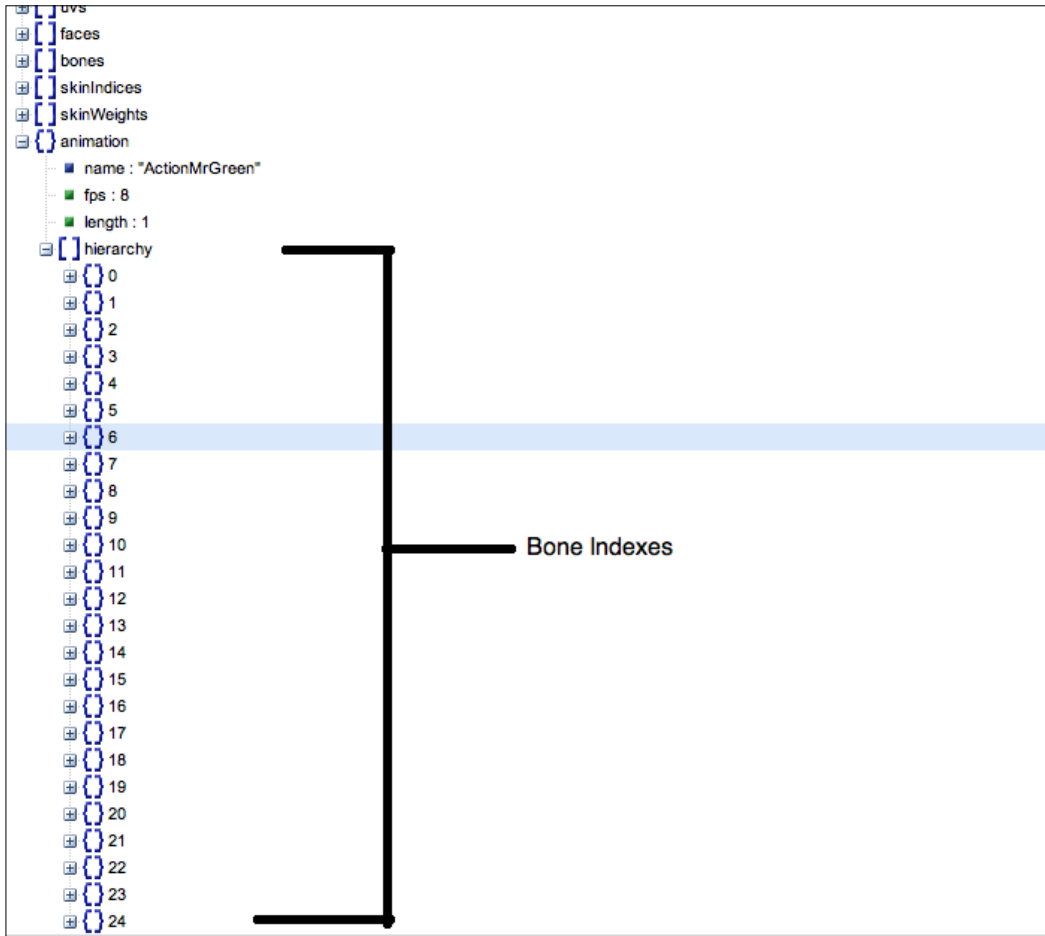 uvs
faces
bones
skinIndices
skinWeights
animation
name : "ActionMrGreen"
fps : 8
length : 1
hierarchy
0
1
2
3
4
5
6
7
8
9
10
Bone Indexes
11
12
13
14
15
16
17
18
19
20
21
22
23
24